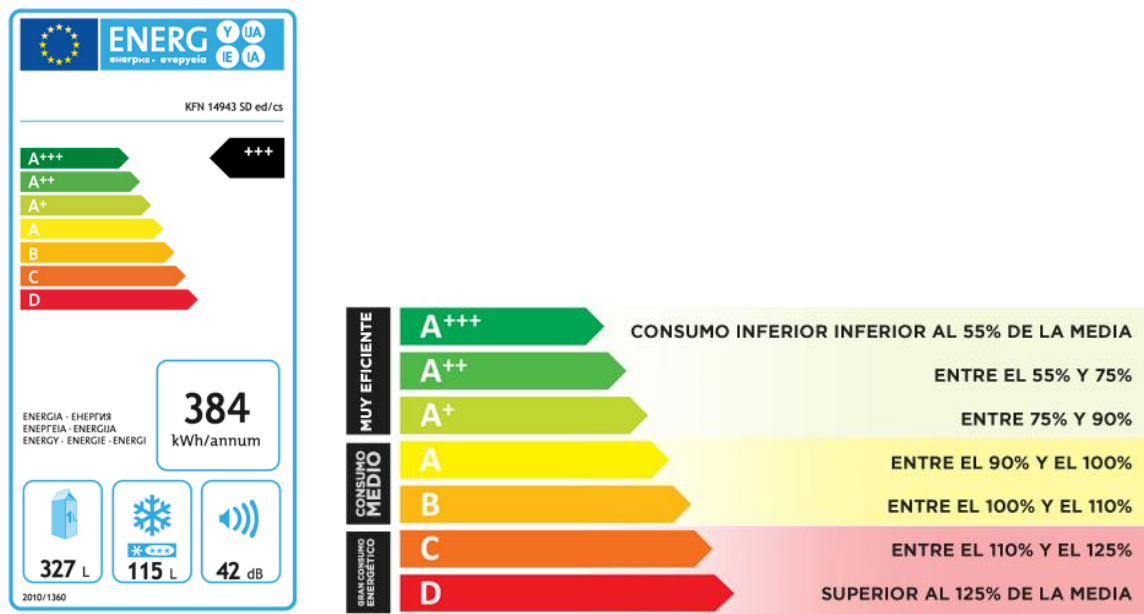 ENERG
енергия · ενεργεια
Y IJA
IE IA
KFN 14943 SD ed/cs
A+++
+++
A++
A+
A
B
C
D
384
kWh/annum
ENERGIA · ЕНЕРГИЯ
ΕΝΕΡΓΕΙΑ · ENERGIJA
ENERGY · ENERGIE · ENERGI
1L
327 L
115 L
42 dB
2010/1360
MUY EFICIENTE
A+++ CONSUMO INFERIOR INFERIOR AL 55% DE LA MEDIA
A++ ENTRE EL 55% Y 75%
A+ ENTRE 75% Y 90%
CONSUMO
MEDIO
A ENTRE EL 90% Y EL 100%
B ENTRE EL 100% Y EL 110%
GRAN CONSUMO
ENERGÉTICO
C ENTRE EL 110% Y EL 125%
D SUPERIOR AL 125% DE LA MEDIA